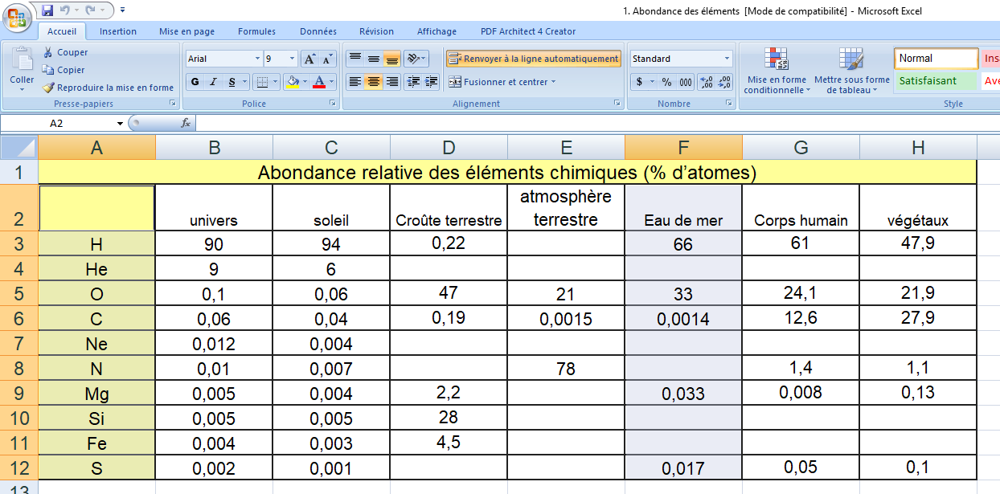 1. Abondance des éléments [Mode de compatibilité] - Microsoft Excel
Accueil Insertion Mise en page Formules Données Révision Affichage PDF Architect 4 Creator
Coller
Couper
Copier
Reproduire la mise en forme
Presse-papiers
Arial 9 A A
G I S A
Police
Renvoyer à la ligne automatiquement
Fusionner et centrer
Alignement
Standard
$ % 000
Nombre
Mise en forme
conditionnelle
Mettre sous forme
de tableau
Normal
Satisfaisant
Style
A2 fx
A B C D E F G H
1 Abondance relative des éléments chimiques (% d’atomes)
2 univers soleil Croûte terrestre atmosphère terrestre Eau de mer Corps humain végétaux
3 H 90 94 0,22 66 61 47,9
4 He 9 6
5 O 0,1 0,06 47 21 33 24,1 21,9
6 C 0,06 0,04 0,19 0,0015 0,0014 12,6 27,9
7 Ne 0,012 0,004
8 N 0,01 0,007 78 1,4 1,1
9 Mg 0,005 0,004 2,2 0,033 0,008 0,13
10 Si 0,005 0,005 28
11 Fe 0,004 0,003 4,5
12 S 0,002 0,001 0,017 0,05 0,1
13